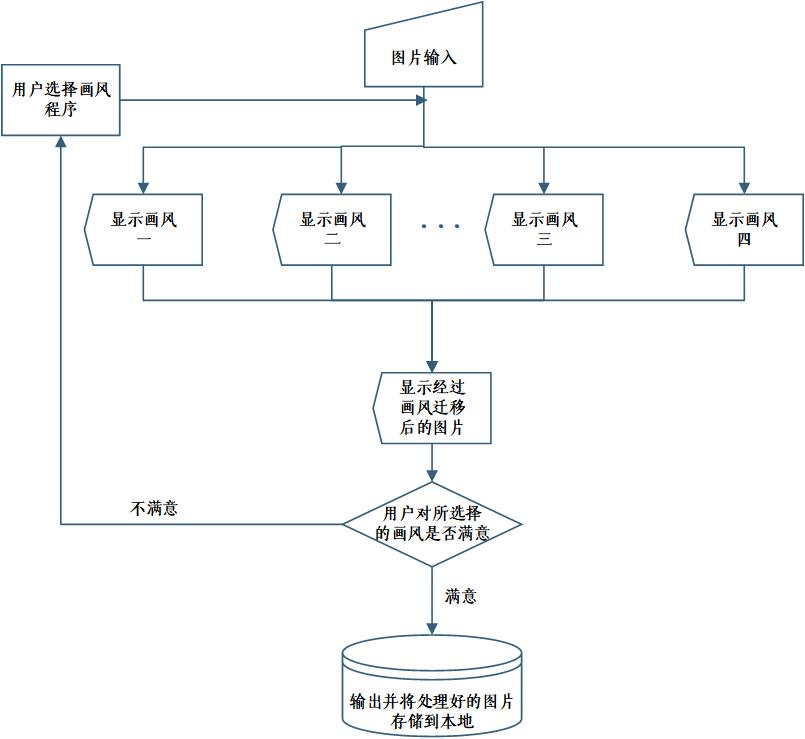 图片输入
用户选择画风
程序
显示画风
一
显示画风
二
...
显示画风
三
显示画风
四
显示经过
画风迁移
后的图片
不满意
用户对所选择
的画风是否满意
满意
输出并将处理好的图片
存储到本地